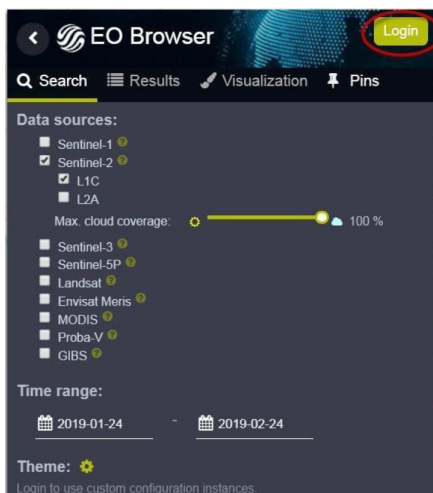 EO Browser
Login
Search Results Visualization Pins
Data sources:
Sentinel-1
Sentinel-2
L1C
L2A
Max. cloud coverage: 100 %
Sentinel-3
Sentinel-5P
Landsat
Envisat Meris
MODIS
Proba-V
GIBS
Time range:
2019-01-24 - 2019-02-24
Theme:
Login to use custom configuration instances.